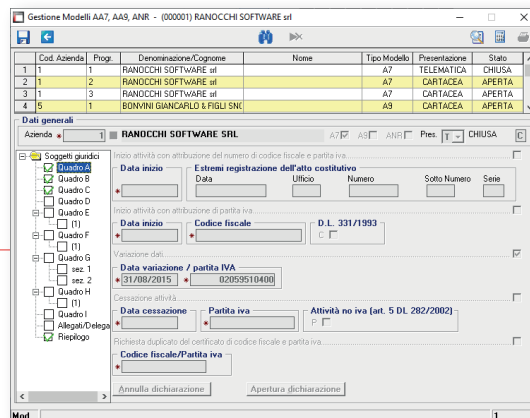 Gestione Modelli AA7, AA9, ANR - (000001) RANOCCHI SOFTWARE srl
Cod. Azienda Progr. Denominazione/Cognome Nome Tipo Modello Presentazione Stato
1 1 1 RANOCCHI SOFTWARE srl A7 TELEMATICA CHIUSA
2 1 2 RANOCCHI SOFTWARE srl A7 CARTACEA APERTA
3 1 3 RANOCCHI SOFTWARE srl A7 CARTACEA APERTA
4 5 1 BONVINI GIANCARLO & FIGLI SNC A9 CARTACEA APERTA
Dati generali
Azienda * 1 RANOCCHI SOFTWARE SRL A7 A9 ANR Pres. T CHIUSA C
Soggetti giuridici
Quadro A
Quadro B
Quadro C
Quadro D
Quadro E
(1)
Quadro F
(1)
Quadro G
sez. 1
sez. 2
Quadro H
(1)
Quadro I
Allegati/Delega
Riepilogo
Inizio attività con attribuzione del numero di codice fiscale e partita iva
Data inizio Estremi registrazione dell'atto costitutivo
Data Ufficio Numero Sotto Numero Serie
*
Inizio attività con attribuzione di partita iva
Data inizio Codice fiscale D.L. 331/1993
* * C
Variazione dati
Data variazione / partita IVA
* 31/08/2015 * 02059510400
Cessazione attività
Data cessazione Partita iva Attività no iva (art. 5 DL 282/2002)
* * P
Richiesta duplicato del certificato di codice fiscale e partita iva
Codice fiscale/Partita iva
*
Annulla dichiarazione Apertura dichiarazione
Mod 1